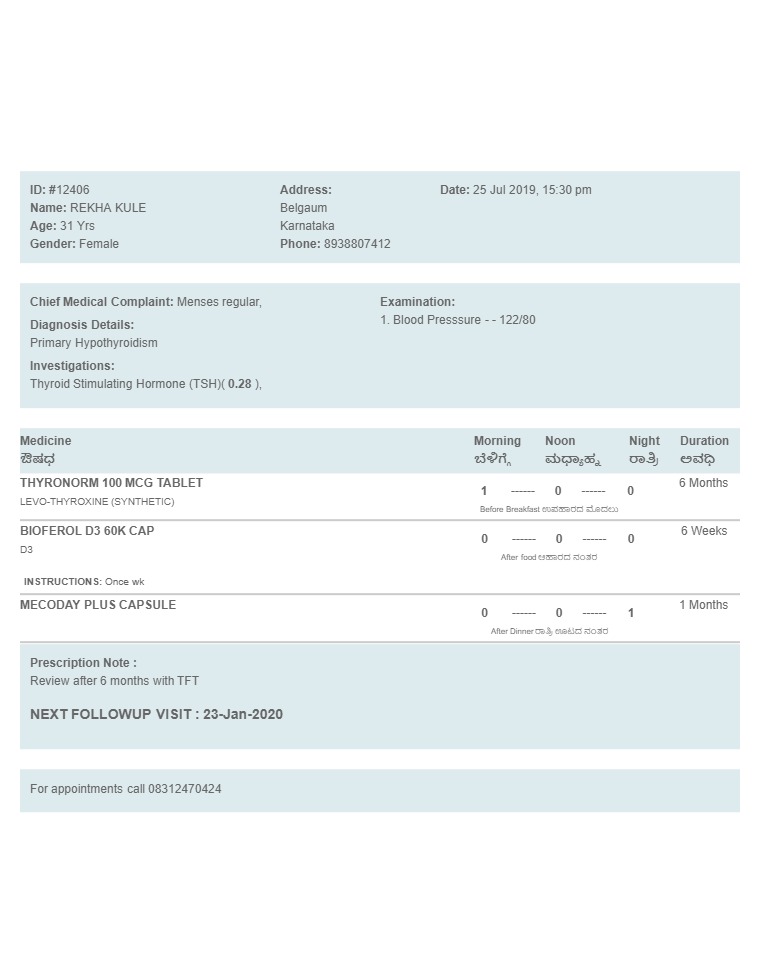 ID: #12406
Name: REKHA KULE
Age: 31 Yrs
Gender: Female
Address:
Belgaum
Karnataka
Phone: 8938807412
Date: 25 Jul 2019, 15:30 pm
Chief Medical Complaint: Menses regular,
Diagnosis Details:
Primary Hypothyroidism
Investigations:
Thyroid Stimulating Hormone (TSH)( 0.28 ),
Examination:
1. Blood Presssure - - 122/80
Medicine Morning Noon Night Duration
ಔಷಧ ಬೆಳಿಗ್ಗೆ ಮಧ್ಯಾಹ್ನ ರಾತ್ರಿ ಅವಧಿ
THYRONORM 100 MCG TABLET 1 ------ 0 ------ 0 6 Months
LEVO-THYROXINE (SYNTHETIC)
Before Breakfast ಉಪಹಾರದ ಮೊದಲು
BIOFEROL D3 60K CAP 0 ------ 0 ------ 0 6 Weeks
D3
After food ಆಹಾರದ ನಂತರ
INSTRUCTIONS: Once wk
MECODAY PLUS CAPSULE 0 ------ 0 ------ 1 1 Months
After Dinner ರಾತ್ರಿ ಊಟದ ನಂತರ
Prescription Note :
Review after 6 months with TFT
NEXT FOLLOWUP VISIT : 23-Jan-2020
For appointments call 08312470424